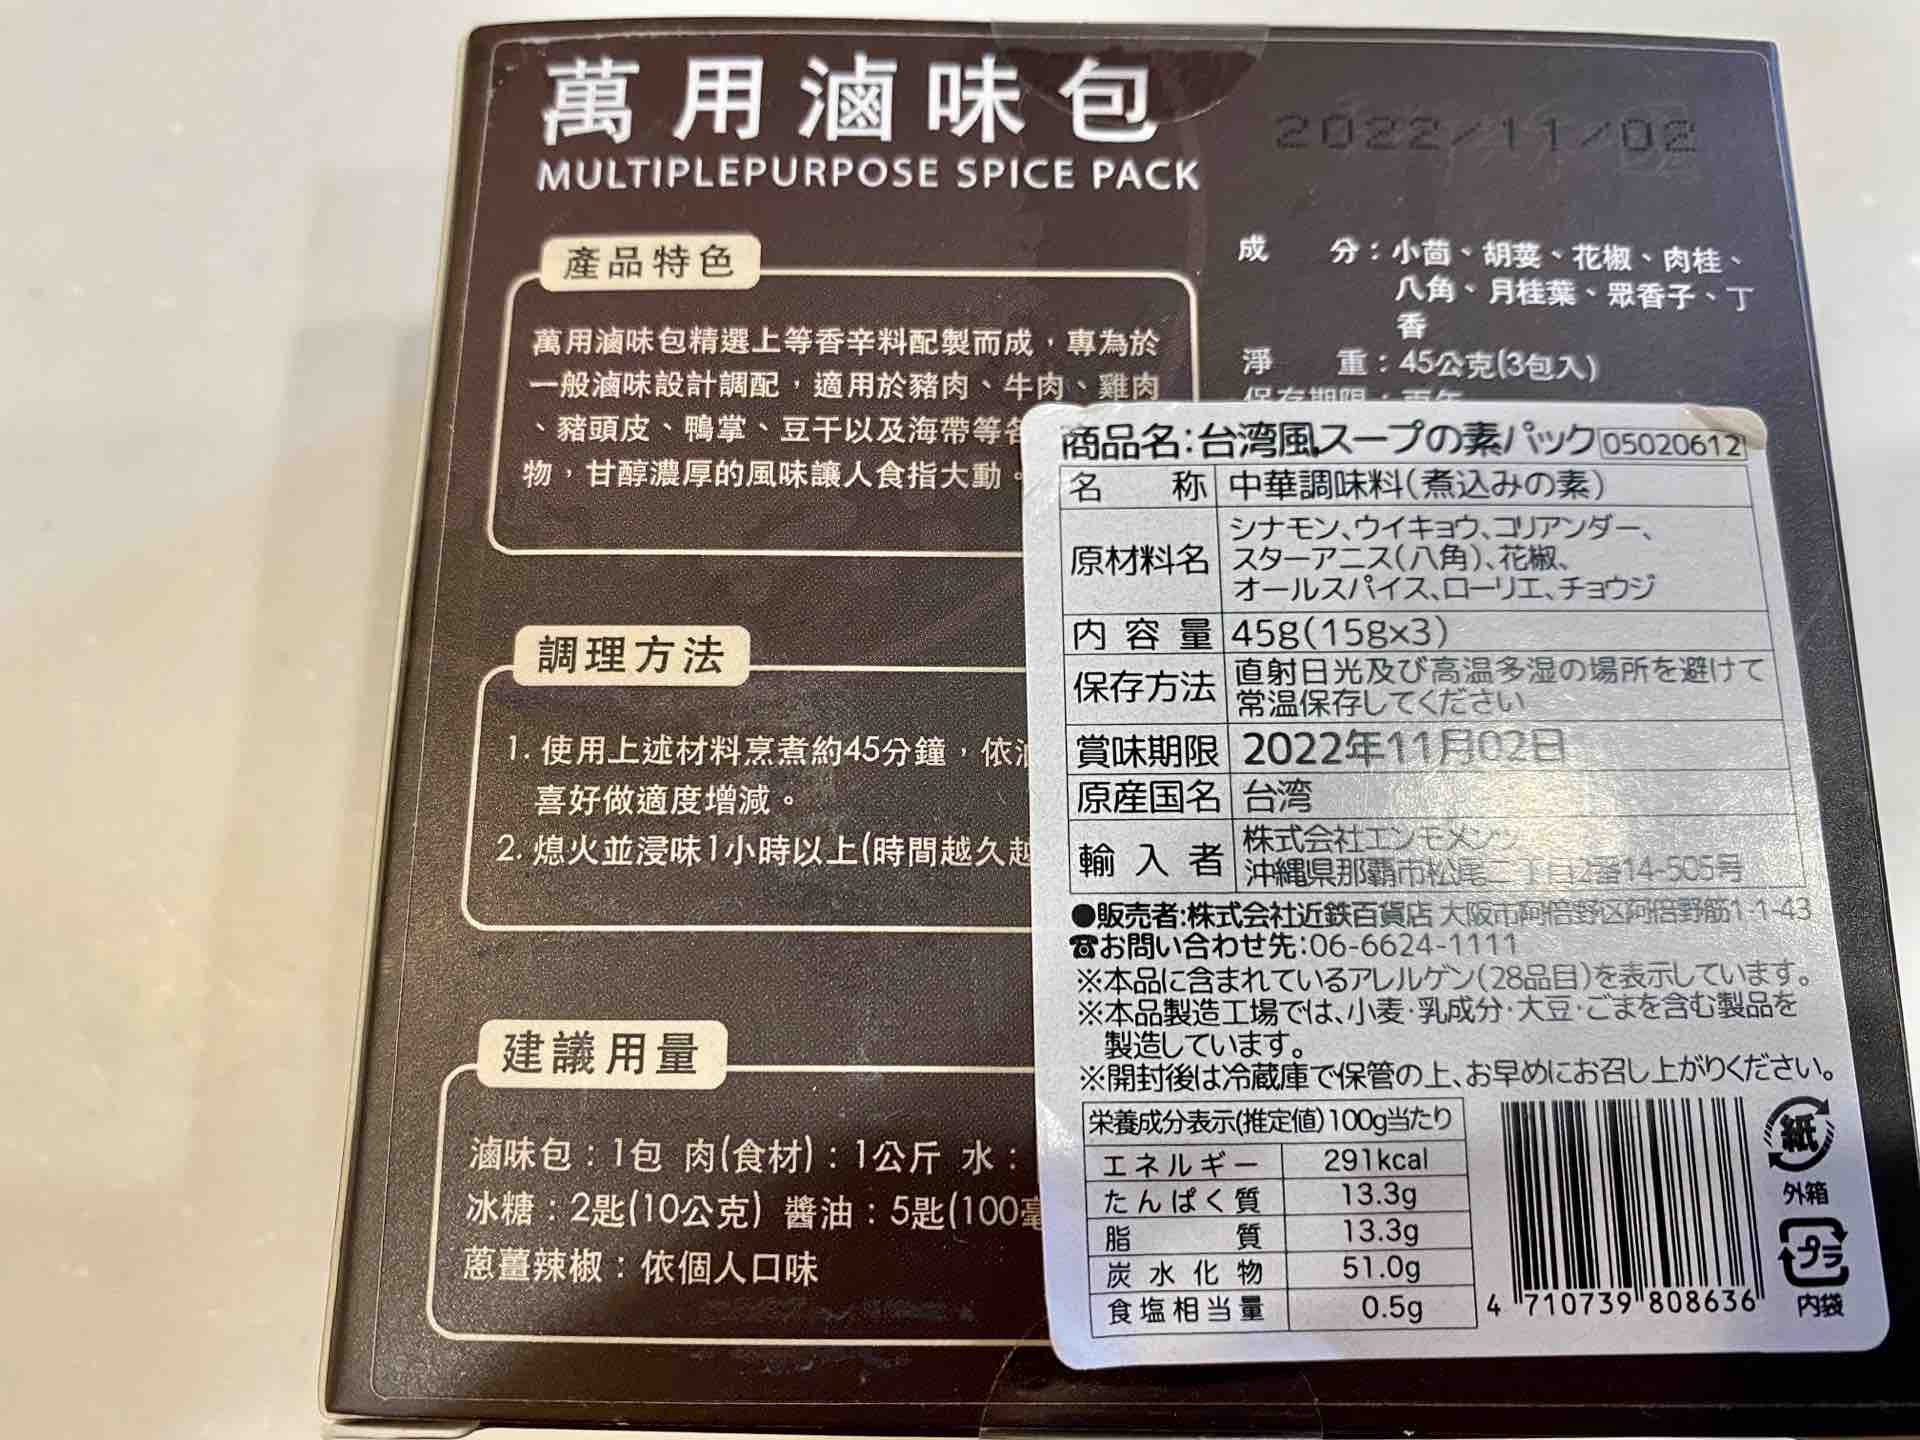 萬用滷味包
MULTIPLEPURPOSE SPICE PACK
2022/11/02
產品特色
萬用滷味包精選上等香辛料配製而成，專為於
一般滷味設計調配，適用於豬肉、牛肉、雞肉
、豬頭皮、鴨掌、豆干以及海帶等各
物，甘醇濃厚的風味讓人食指大動。
調理方法
1. 使用上述材料烹煮約45分鐘，依
喜好做適度增減。
2. 熄火並浸味1小時以上(時間越久越
建議用量
滷味包：1包 肉(食材)：1公斤 水：
冰糖：2匙(10公克) 醬油：5匙(100毫
蔥薑辣椒：依個人口味
成分：小茴、胡荽、花椒、肉桂、
八角、月桂葉、眾香子、丁
香
淨重：45公克(3包入)
保存期限：兩年
商品名：台湾風スープの素パック 05020612
名称 中華調味料(煮込みの素)
原材料名 シナモン、ウイキョウ、コリアンダー、
スターアニス(八角)、花椒、
オールスパイス、ローリエ、チョウジ
内容量 45g(15g×3)
保存方法 直射日光及び高温多湿の場所を避けて
常温保存してください
賞味期限 2022年11月02日
原産国名 台湾
輸入者 株式会社エンモメンツ
沖縄県那覇市松尾二丁目2番14-505号
●販売者:株式会社近鉄百貨店 大阪市阿倍野区阿倍野筋1-1-43
☎お問い合わせ先:06-6624-1111
※本品に含まれているアレルゲン(28品目)を表示しています。
※本品製造工場では、小麦・乳成分・大豆・ごまを含む製品を
製造しています。
※開封後は冷蔵庫で保管の上、お早めにお召し上がりください。
栄養成分表示(推定値)100g当たり
エネルギー 291kcal
たんぱく質 13.3g
脂質 13.3g
炭水化物 51.0g
食塩相当量 0.5g
4 710739 808636
紙
外箱
プラ
内袋